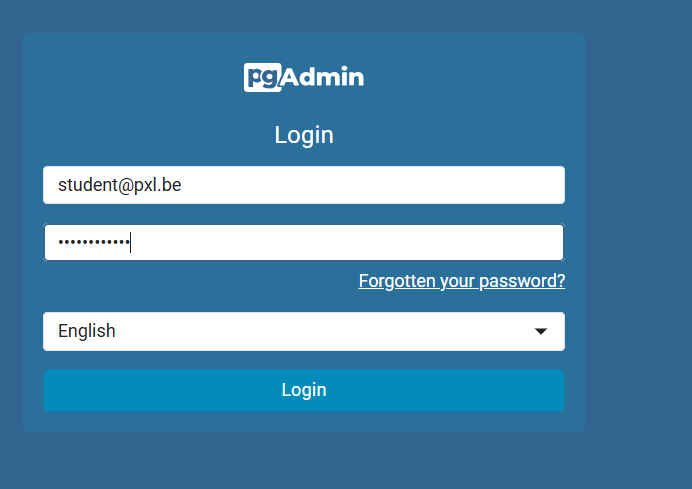 pgAdmin
Login
student@pxl.be
••••••••••••
Forgotten your password?
English
Login